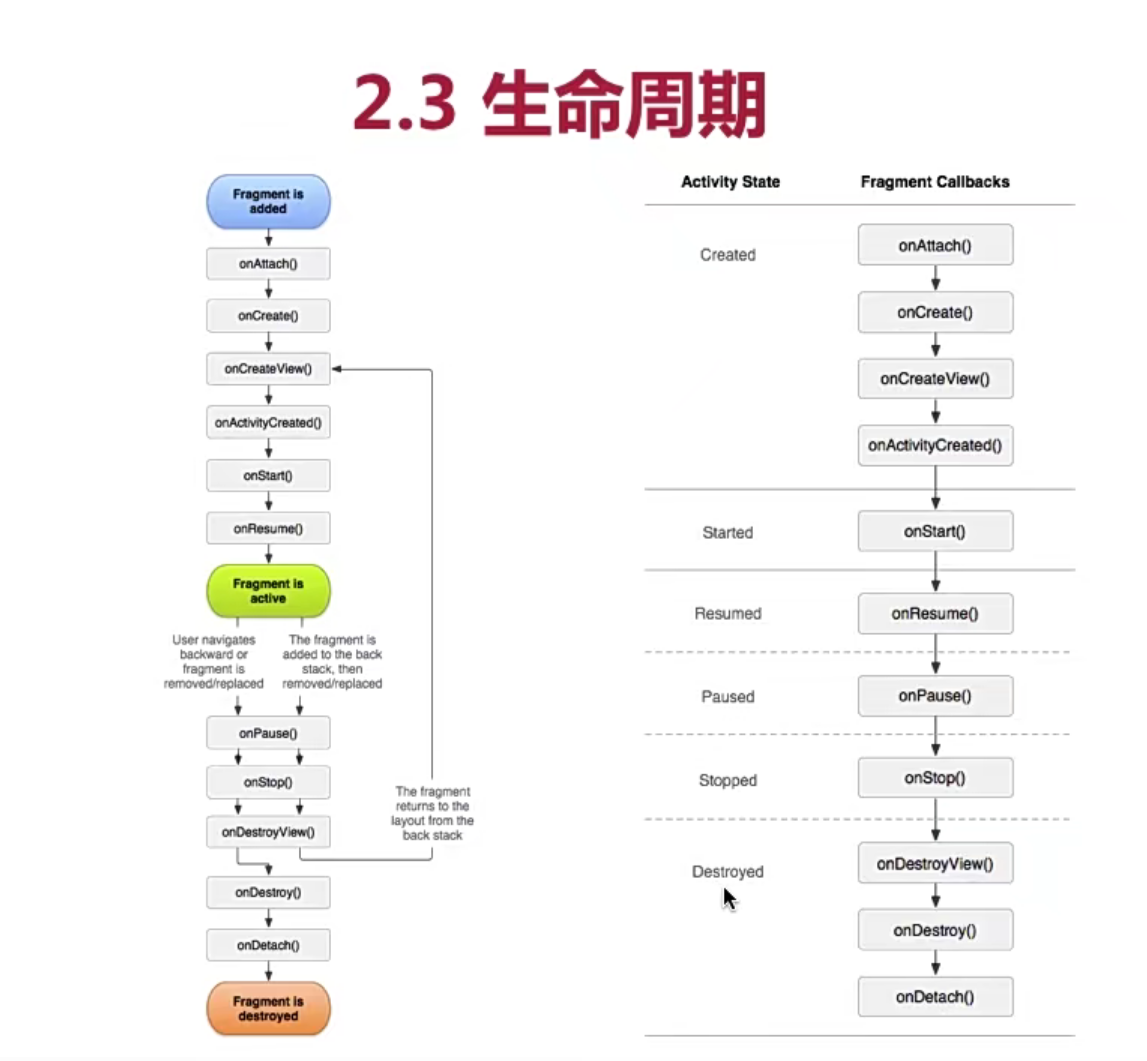 2.3 生命周期
Fragment is
added
onAttach()
onCreate()
onCreateView()
onActivityCreated()
onStart()
onResume()
Fragment is
active
User navigates
backward or
fragment is
removed/replaced
The fragment is
added to the back
stack, then
removed/replaced
onPause()
onStop()
onDestroyView()
The fragment
returns to the
layout from the
back stack
onDestroy()
onDetach()
Fragment is
destroyed
Activity State
Fragment Callbacks
Created
onAttach()
onCreate()
onCreateView()
onActivityCreated()
Started
onStart()
Resumed
onResume()
Paused
onPause()
Stopped
onStop()
Destroyed
onDestroyView()
onDestroy()
onDetach()